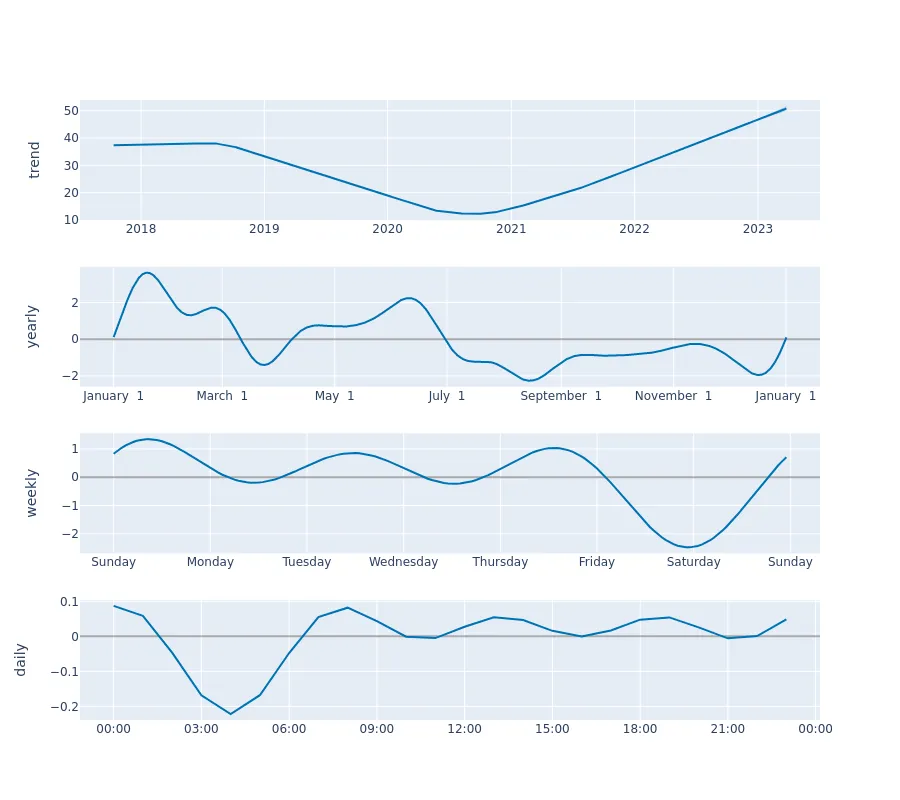 trend
50
40
30
20
10
2018 2019 2020 2021 2022 2023
yearly
2
0
−2
January 1 March 1 May 1 July 1 September 1 November 1 January 1
weekly
1
0
−1
−2
Sunday Monday Tuesday Wednesday Thursday Friday Saturday Sunday
daily
0.1
0
−0.1
−0.2
00:00 03:00 06:00 09:00 12:00 15:00 18:00 21:00 00:00